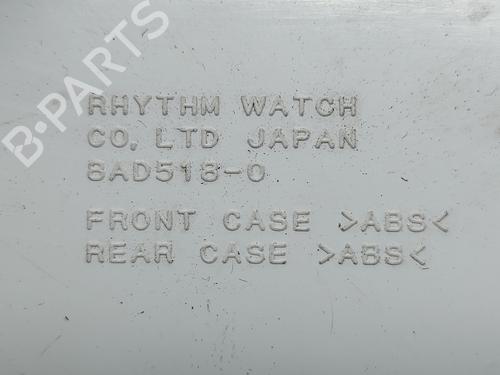 B-PARTS
RHYTHM WATCH
CO, LTD JAPAN
8AD518-0
FRONT CASE >ABS<
REAR CASE >ABS<